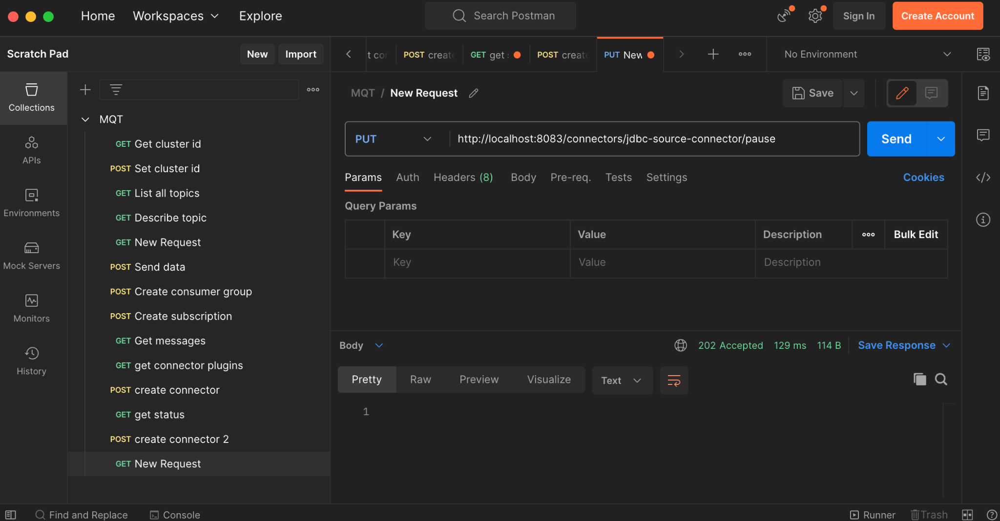 Home Workspaces Explore Search Postman Sign In Create Account
Scratch Pad New Import
t co POST create GET get s POST create PUT New No Environment
Collections
APIs
Environments
Mock Servers
Monitors
History
MQT
GET Get cluster id
POST Set cluster id
GET List all topics
GET Describe topic
GET New Request
POST Send data
POST Create consumer group
POST Create subscription
GET Get messages
GET get connector plugins
POST create connector
GET get status
POST create connector 2
GET New Request
MQT / New Request Save
PUT http://localhost:8083/connectors/jdbc-source-connector/pause Send
Params Auth Headers (8) Body Pre-req. Tests Settings Cookies
Query Params
Key Value Description Bulk Edit
Key Value Description
Body 202 Accepted 129 ms 114 B Save Response
Pretty Raw Preview Visualize Text
1
Find and Replace Console Runner Trash